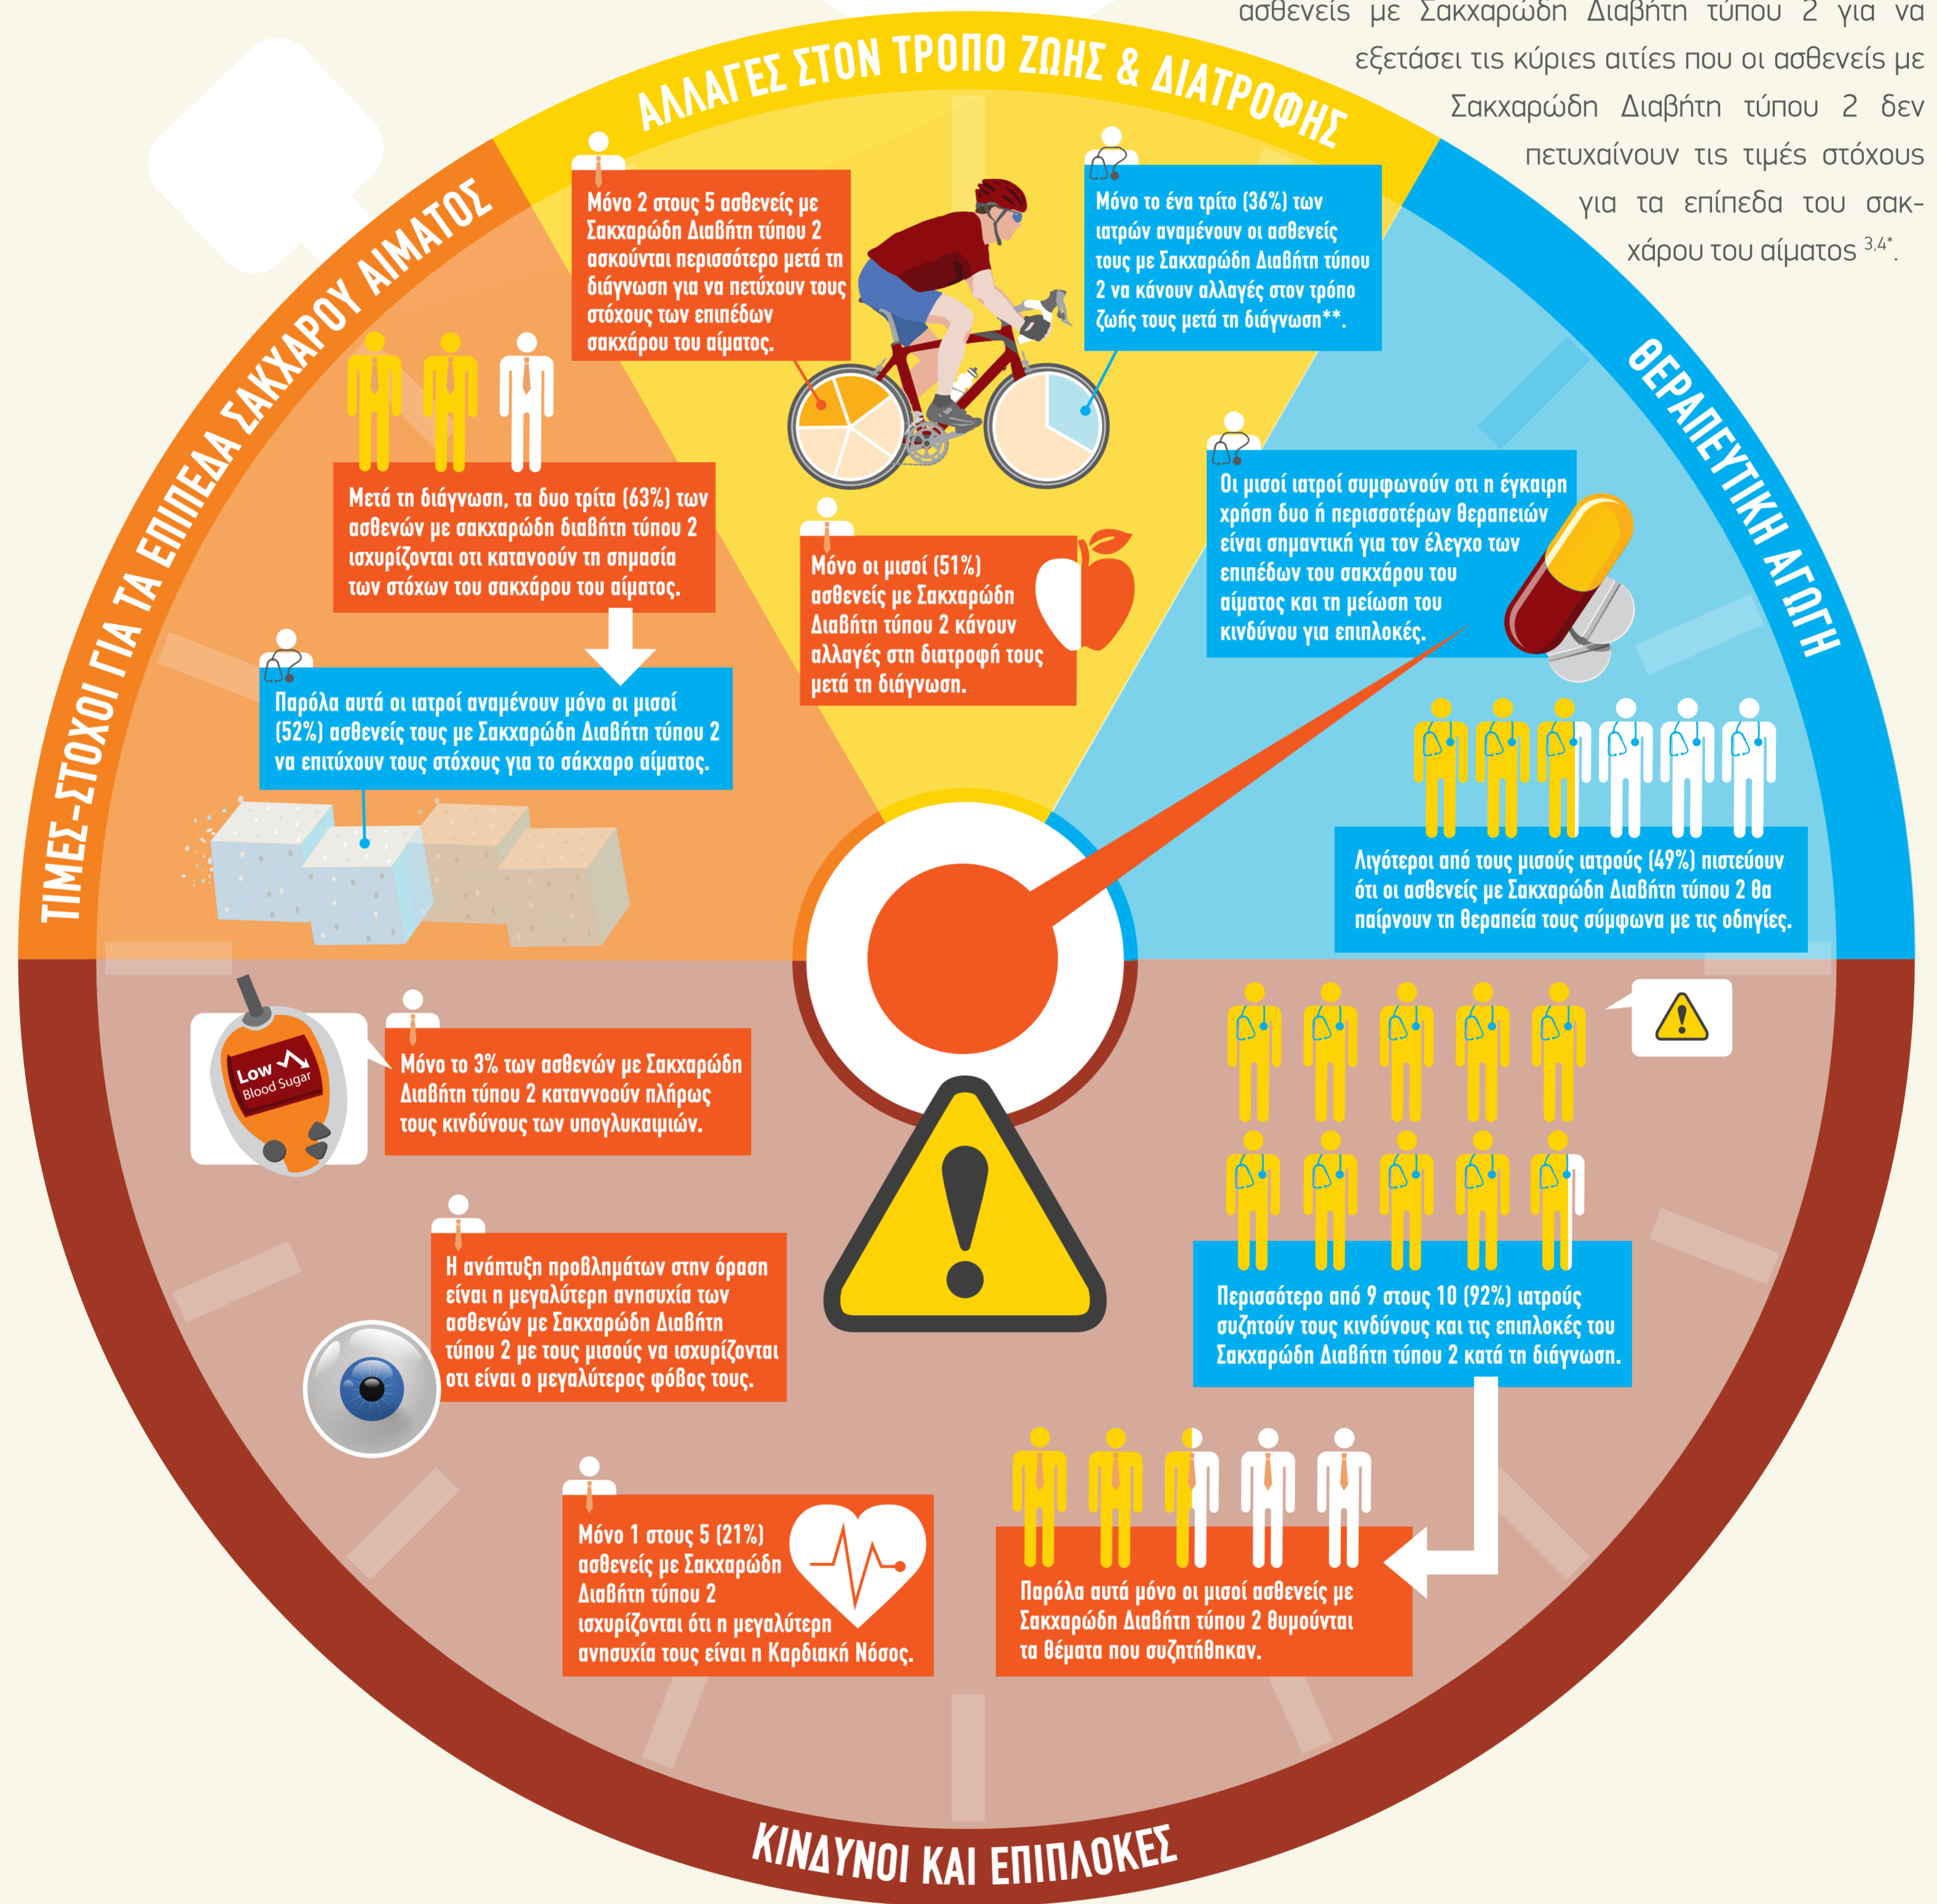 ασθενείς με Σακχαρώδη Διαβήτη τύπου 2 για να
εξετάσει τις κύριες αιτίες που οι ασθενείς με
Σακχαρώδη Διαβήτη τύπου 2 δεν
πετυχαίνουν τις τιμές στόχους
για τα επίπεδα του σακ-
χάρου του αίματος 3,4*.
ΑΛΛΑΓΕΣ ΣΤΟΝ ΤΡΟΠΟ ΖΩΗΣ & ΔΙΑΤΡΟΦΗΣ
Μόνο 2 στους 5 ασθενείς με
Σακχαρώδη Διαβήτη τύπου 2
ασκούνται περισσότερο μετά τη
διάγνωση για να πετύχουν τους
στόχους των επιπέδων
σακχάρου του αίματος.
Μόνο το ένα τρίτο (36%) των
ιατρών αναμένουν οι ασθενείς
τους με Σακχαρώδη Διαβήτη τύπου
2 να κάνουν αλλαγές στον τρόπο
ζωής τους μετά τη διάγνωση**.
Μόνο οι μισοί (51%)
ασθενείς με Σακχαρώδη
Διαβήτη τύπου 2 κάνουν
αλλαγές στη διατροφή τους
μετά τη διάγνωση.
ΤΙΜΕΣ-ΣΤΟΧΟΙ ΓΙΑ ΤΑ ΕΠΙΠΕΔΑ ΣΑΚΧΑΡΟΥ ΑΙΜΑΤΟΣ
Μετά τη διάγνωση, τα δυο τρίτα (63%) των
ασθενών με σακχαρώδη διαβήτη τύπου 2
ισχυρίζονται οτι κατανοούν τη σημασία
των στόχων του σακχάρου του αίματος.
Παρόλα αυτά οι ιατροί αναμένουν μόνο οι μισοί
(52%) ασθενείς τους με Σακχαρώδη Διαβήτη τύπου 2
να επιτύχουν τους στόχους για το σάκχαρο αίματος.
ΘΕΡΑΠΕΥΤΙΚΗ ΑΓΩΓΗ
Οι μισοί ιατροί συμφωνούν οτι η έγκαιρη
χρήση δυο ή περισσοτέρων θεραπειών
είναι σημαντική για τον έλεγχο των
επιπέδων του σακχάρου του
αίματος και τη μείωση του
κινδύνου για επιπλοκές.
Λιγότεροι από τους μισούς ιατρούς (49%) πιστεύουν
ότι οι ασθενείς με Σακχαρώδη Διαβήτη τύπου 2 θα
παίρνουν τη θεραπεία τους σύμφωνα με τις οδηγίες.
Low
Blood Sugar
Μόνο το 3% των ασθενών με Σακχαρώδη
Διαβήτη τύπου 2 καταννοούν πλήρως
τους κινδύνους των υπογλυκαιμιών.
Η ανάπτυξη προβλημάτων στην όραση
είναι η μεγαλύτερη ανησυχία των
ασθενών με Σακχαρώδη Διαβήτη
τύπου 2 με τους μισούς να ισχυρίζονται
οτι είναι ο μεγαλύτερος φόβος τους.
Μόνο 1 στους 5 (21%)
ασθενείς με Σακχαρώδη
Διαβήτη τύπου 2
ισχυρίζονται ότι η μεγαλύτερη
ανησυχία τους είναι η Καρδιακή Νόσος.
Περισσότερο από 9 στους 10 (92%) ιατρούς
συζητούν τους κινδύνους και τις επιπλοκές του
Σακχαρώδη Διαβήτη τύπου 2 κατά τη διάγνωση.
Παρόλα αυτά μόνο οι μισοί ασθενείς με
Σακχαρώδη Διαβήτη τύπου 2 θυμούνται
τα θέματα που συζητήθηκαν.
ΚΙΝΔΥΝΟΙ ΚΑΙ ΕΠΙΠΛΟΚΕΣ